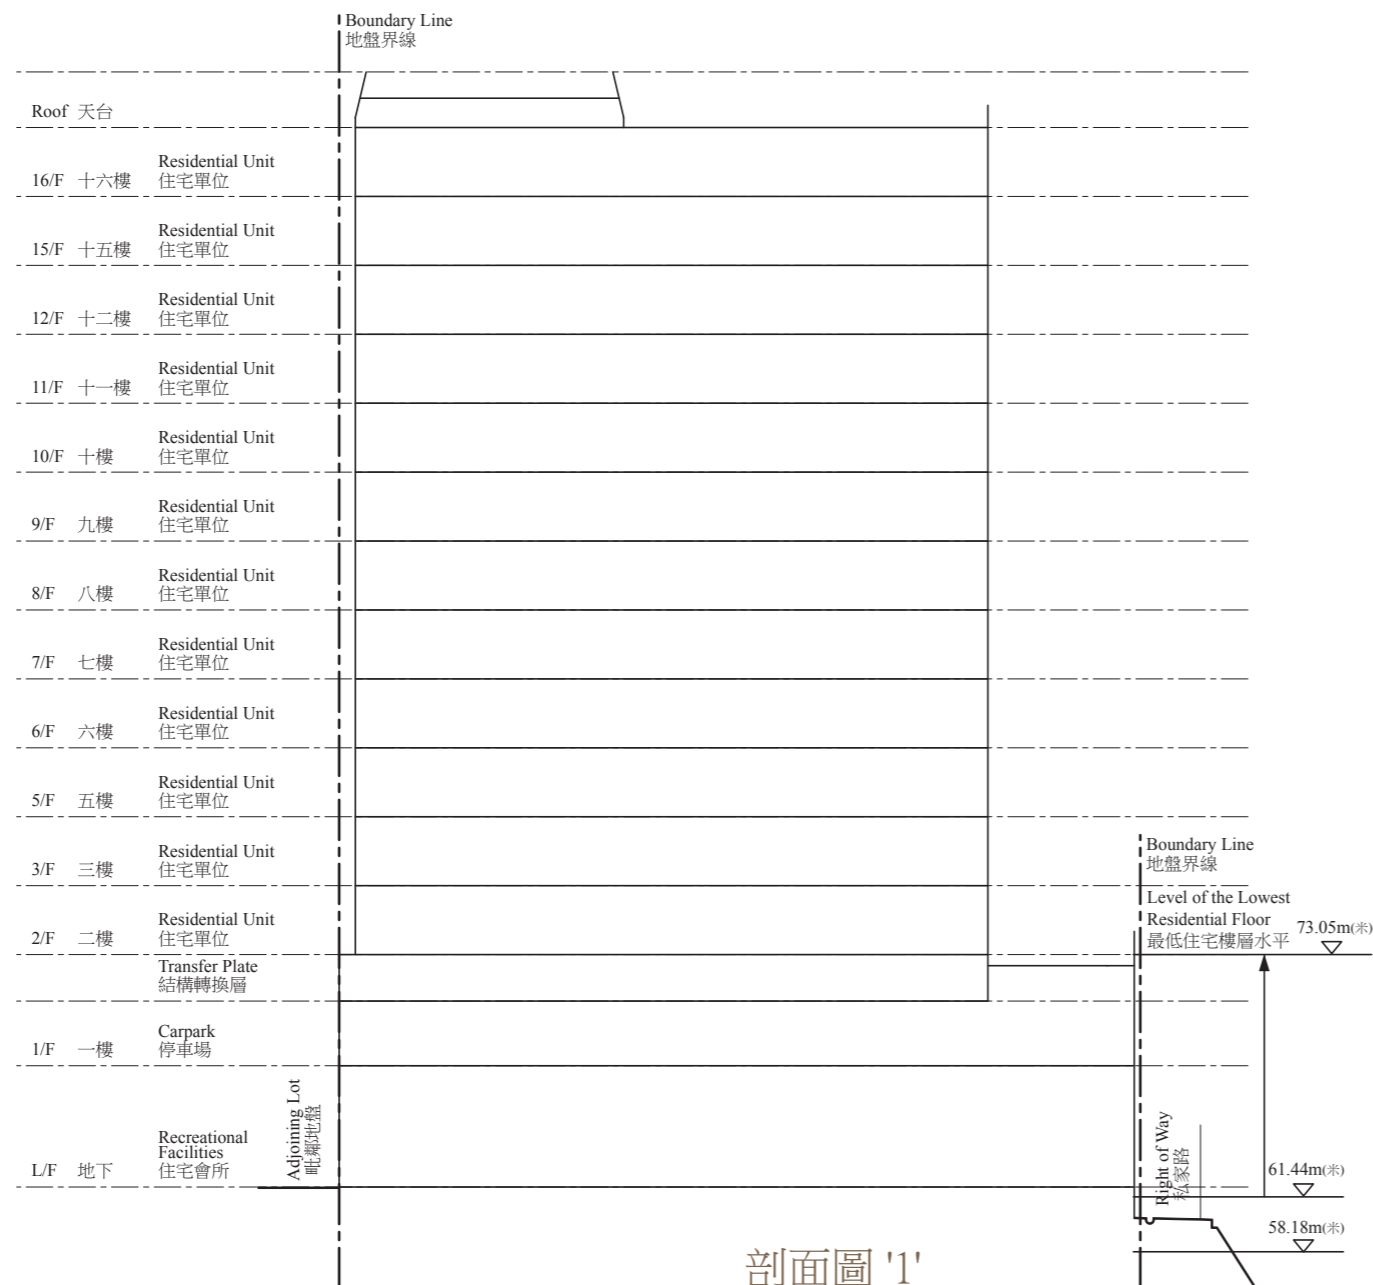 Boundary Line
地盤界線
Roof 天台
Residential Unit
16/F 十六樓 住宅單位
Residential Unit
15/F 十五樓 住宅單位
Residential Unit
12/F 十二樓 住宅單位
Residential Unit
11/F 十一樓 住宅單位
Residential Unit
10/F 十樓 住宅單位
Residential Unit
9/F 九樓 住宅單位
Residential Unit
8/F 八樓 住宅單位
Residential Unit
7/F 七樓 住宅單位
Residential Unit
6/F 六樓 住宅單位
Residential Unit
5/F 五樓 住宅單位
Residential Unit
3/F 三樓 住宅單位
Residential Unit
2/F 二樓 住宅單位
Boundary Line
地盤界線
Level of the Lowest
Residential Floor
最低住宅樓層水平
73.05m(米)
Transfer Plate
結構轉換層
Carpark
1/F 一樓 停車場
Recreational
Facilities
L/F 地下 住宅會所
Adjoining Lot
毗鄰地盤
Right of Way
私家路
61.44m(米)
58.18m(米)
剖面圖 '1'